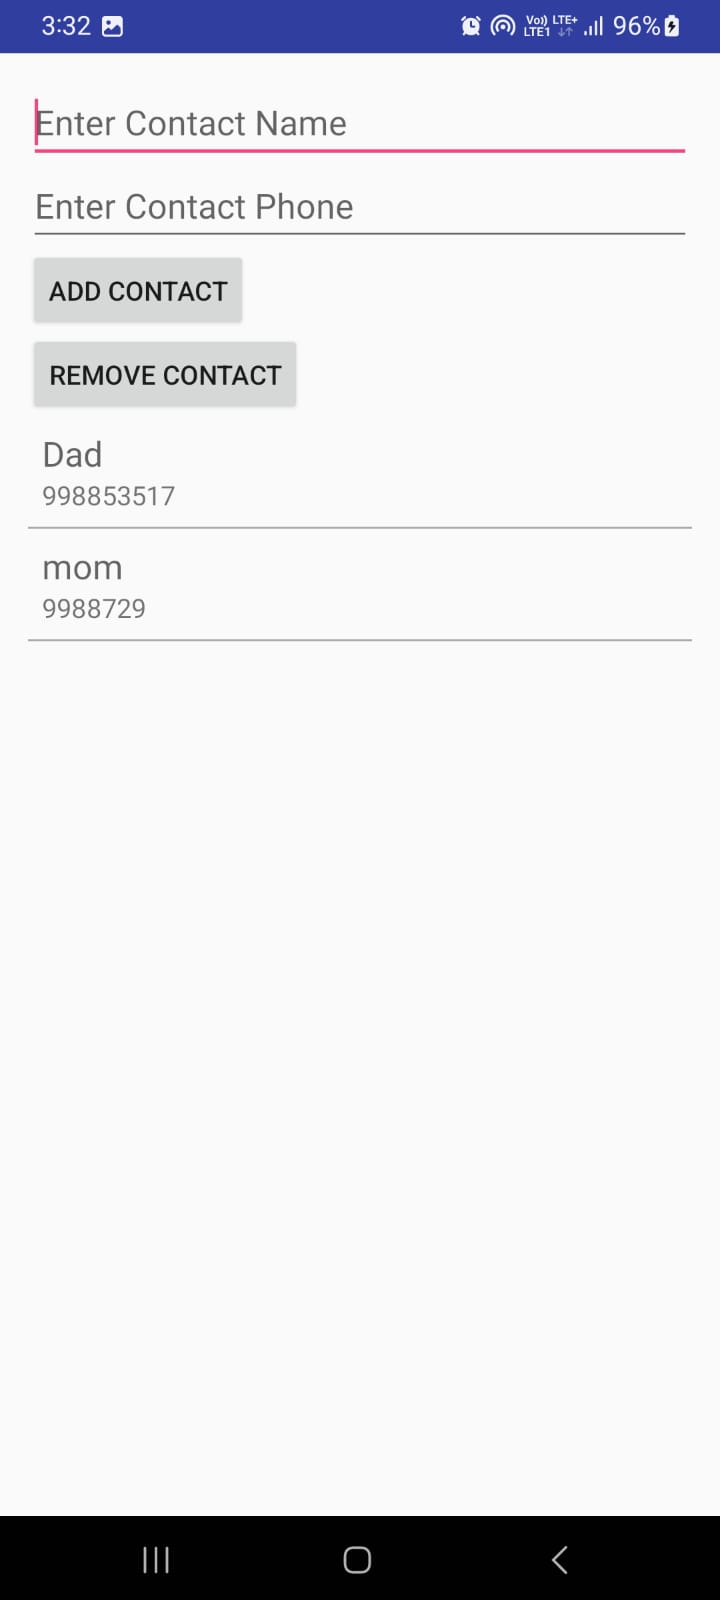 3:32
Vo)) LTE+
LTE1
96%
Enter Contact Name
Enter Contact Phone
ADD CONTACT
REMOVE CONTACT
Dad
998853517
mom
9988729